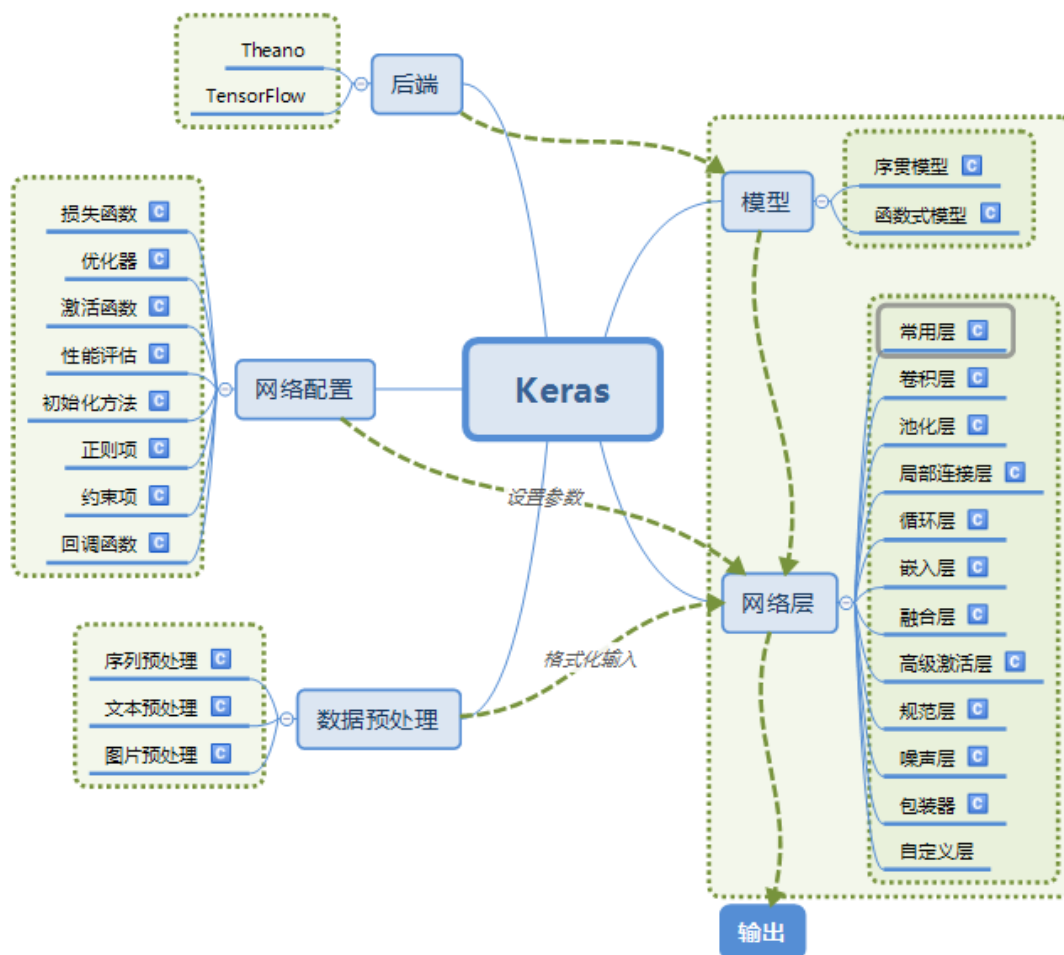 Theano
TensorFlow
后端
序贯模型 C
函数式模型 C
模型
损失函数 C
优化器 C
激活函数 C
性能评估 C
初始化方法 C
正则项 C
约束项 C
回调函数 C
网络配置
Keras
常用层 C
卷积层 C
池化层 C
局部连接层 C
循环层 C
嵌入层 C
融合层 C
高级激活层 C
规范层 C
噪声层 C
包装器 C
自定义层
设置参数
网络层
格式化输入
序列预处理 C
文本预处理 C
图片预处理 C
数据预处理
输出